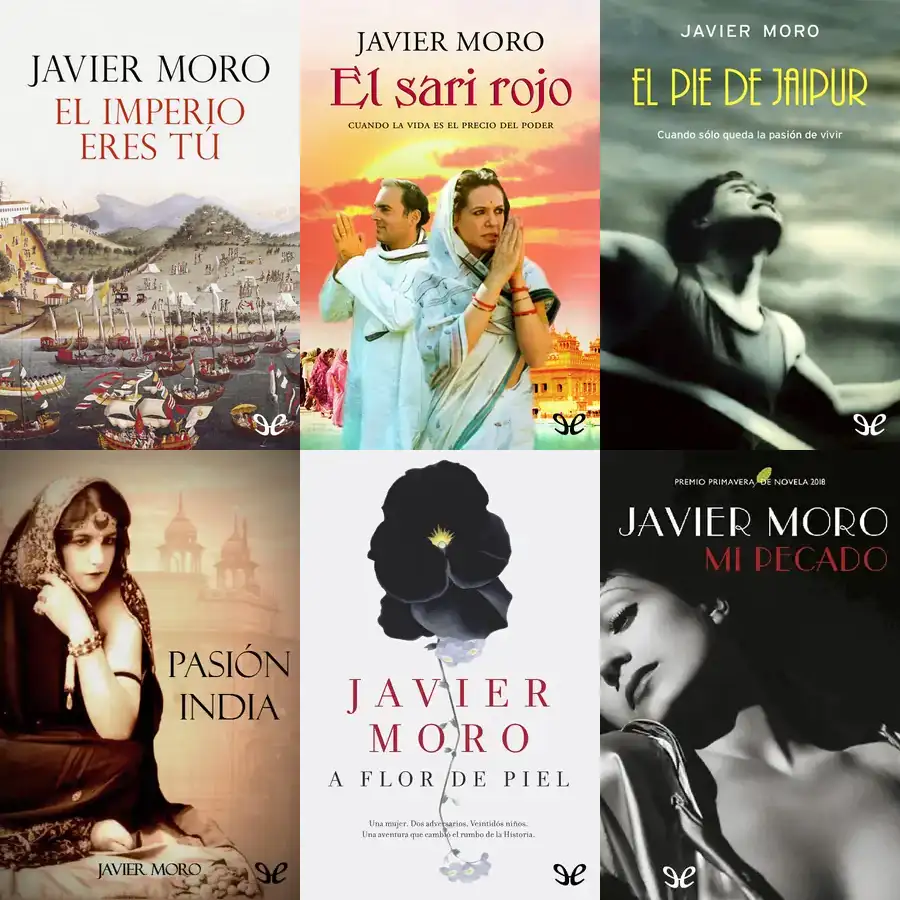 JAVIER MORO
EL IMPERIO
ERES TÚ
JAVIER MORO
El sari rojo
CUANDO LA VIDA ES EL PRECIO DEL PODER
JAVIER MORO
EL PIE DE JAIPUR
Cuando sólo queda la pasión de vivir
PASIÓN
INDIA
JAVIER MORO
JAVIER
MORO
A FLOR DE PIEL
Una mujer. Dos adversarios. Veintidós niños.
Una aventura que cambió el rumbo de la Historia.
PREMIO PRIMAVERA DE NOVELA 2018
JAVIER MORO
MI PECADO